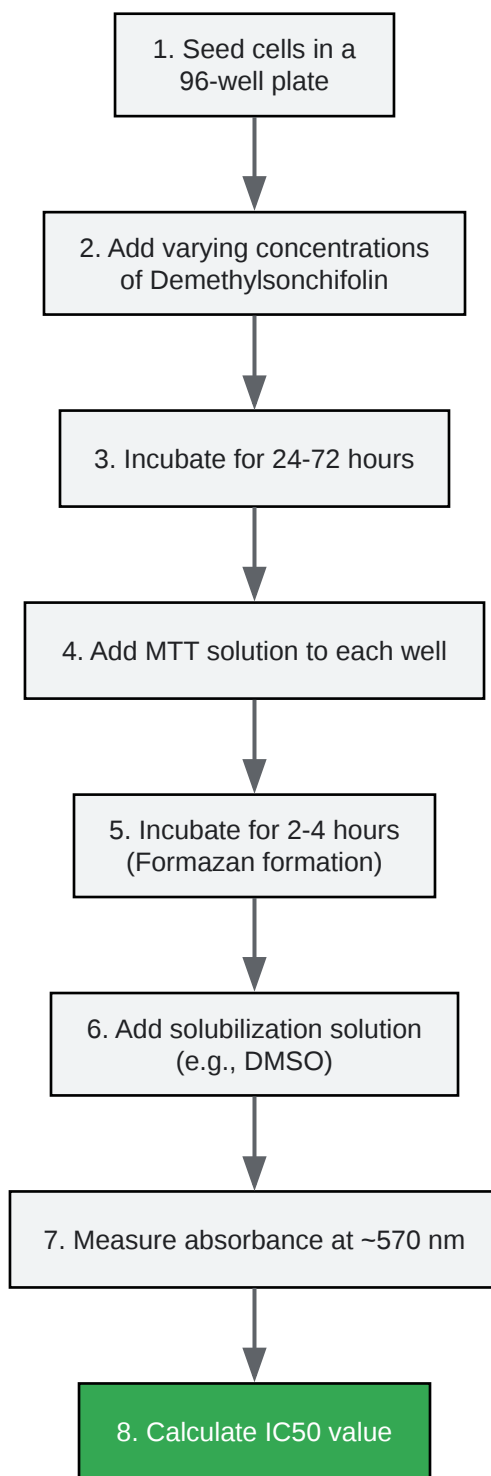 1. Seed cells in a
96-well plate
2. Add varying concentrations
of Demethylsonchifolin
3. Incubate for 24-72 hours
4. Add MTT solution to each well
5. Incubate for 2-4 hours
(Formazan formation)
6. Add solubilization solution
(e.g., DMSO)
7. Measure absorbance at ~570 nm
8. Calculate IC50 value